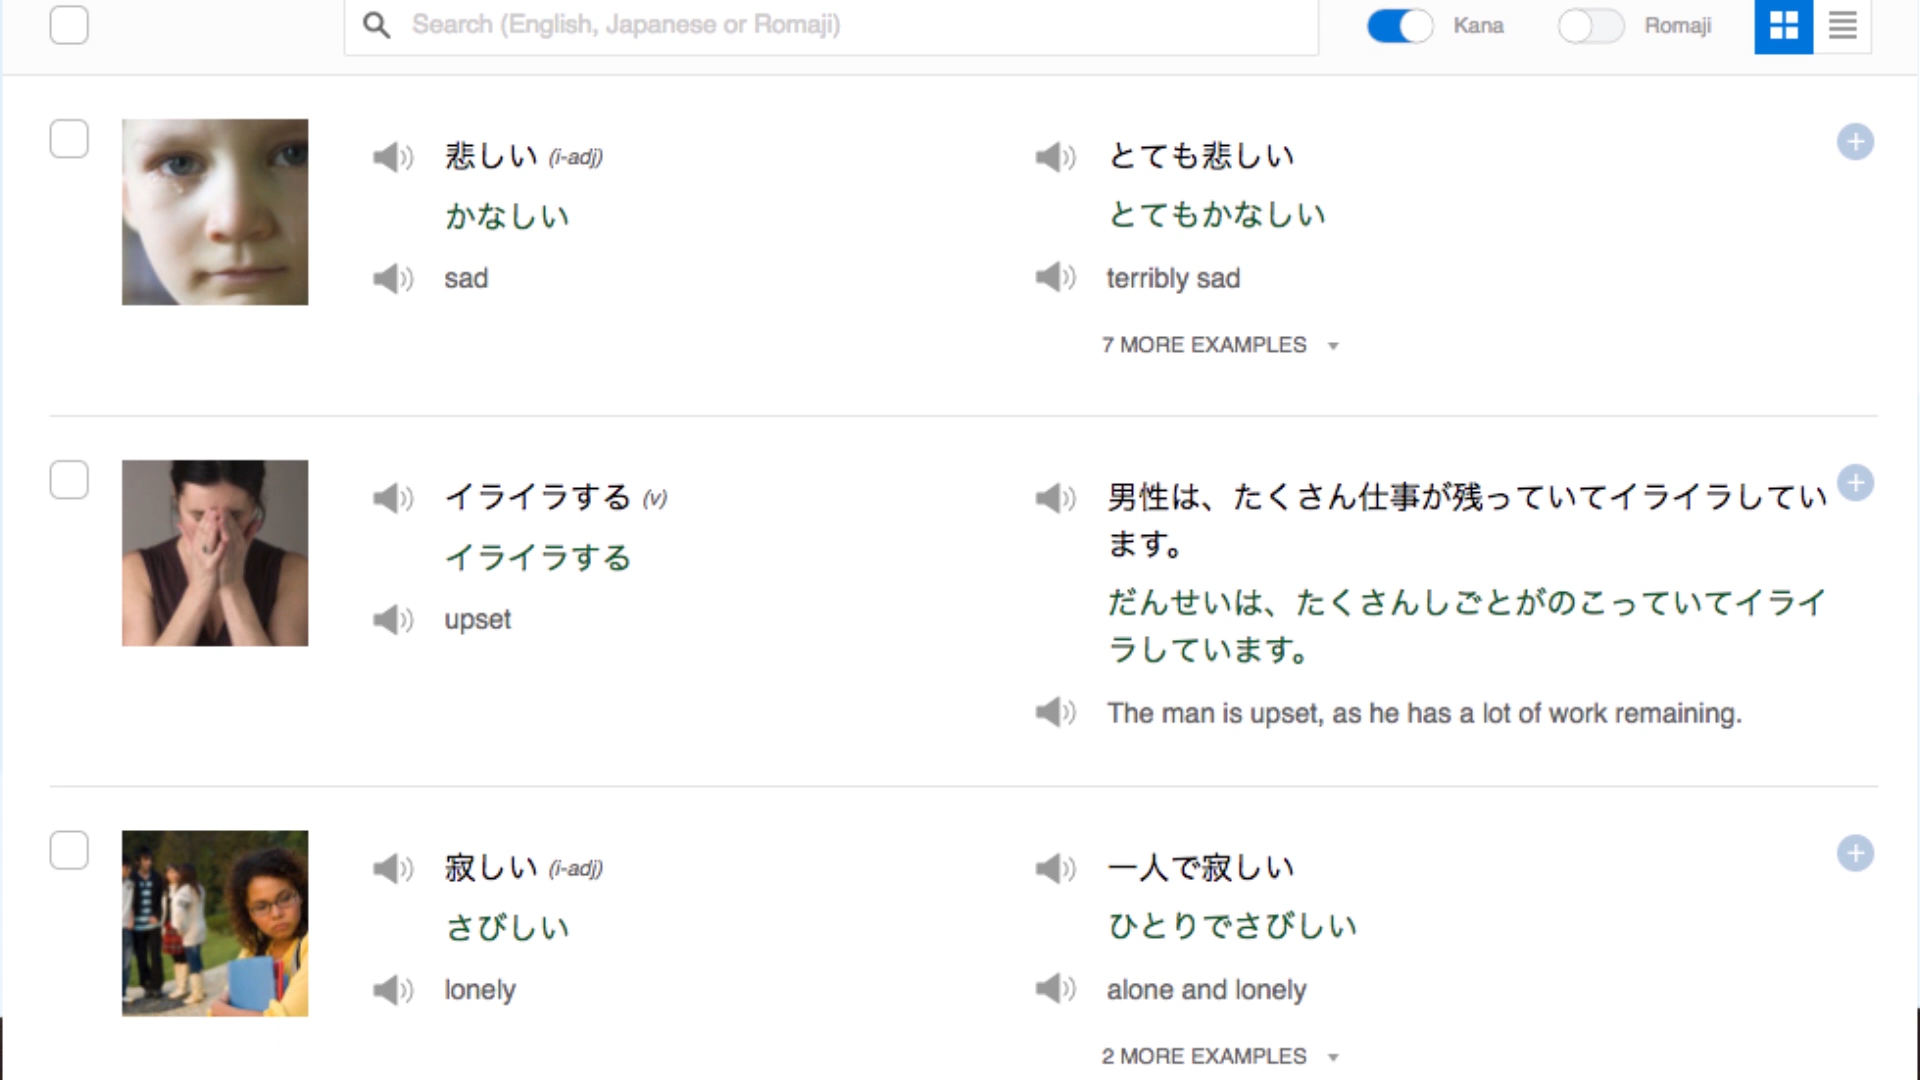 Search (English, Japanese or Romaji)
Kana
Romaji
悲しい (i-adj)
かなしい
sad
とても悲しい
とてもかなしい
terribly sad
7 MORE EXAMPLES
イライラする (v)
イライラする
upset
男性は、たくさん仕事が残っていてイライラしてい
ます。
だんせいは、たくさんしごとがのこっていてイライ
ラしています。
The man is upset, as he has a lot of work remaining.
寂しい (i-adj)
さびしい
lonely
一人で寂しい
ひとりでさびしい
alone and lonely
2 MORE EXAMPLES